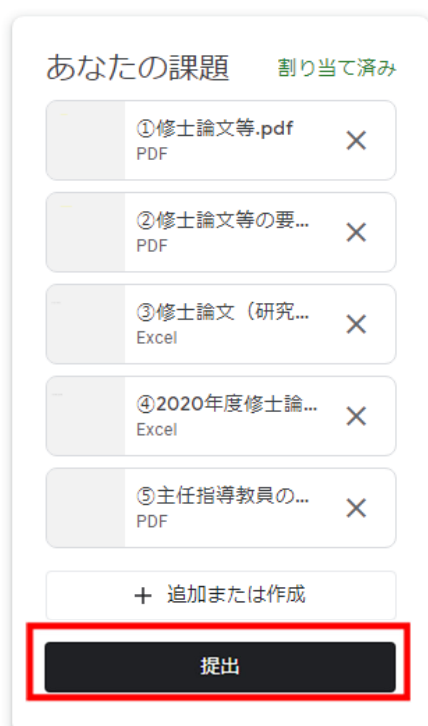 あなたの課題 割り当て済み
①修士論文等.pdf
PDF
②修士論文等の要...
PDF
③修士論文（研究...
Excel
④2020年度修士論...
Excel
⑤主任指導教員の...
PDF
+ 追加または作成
提出